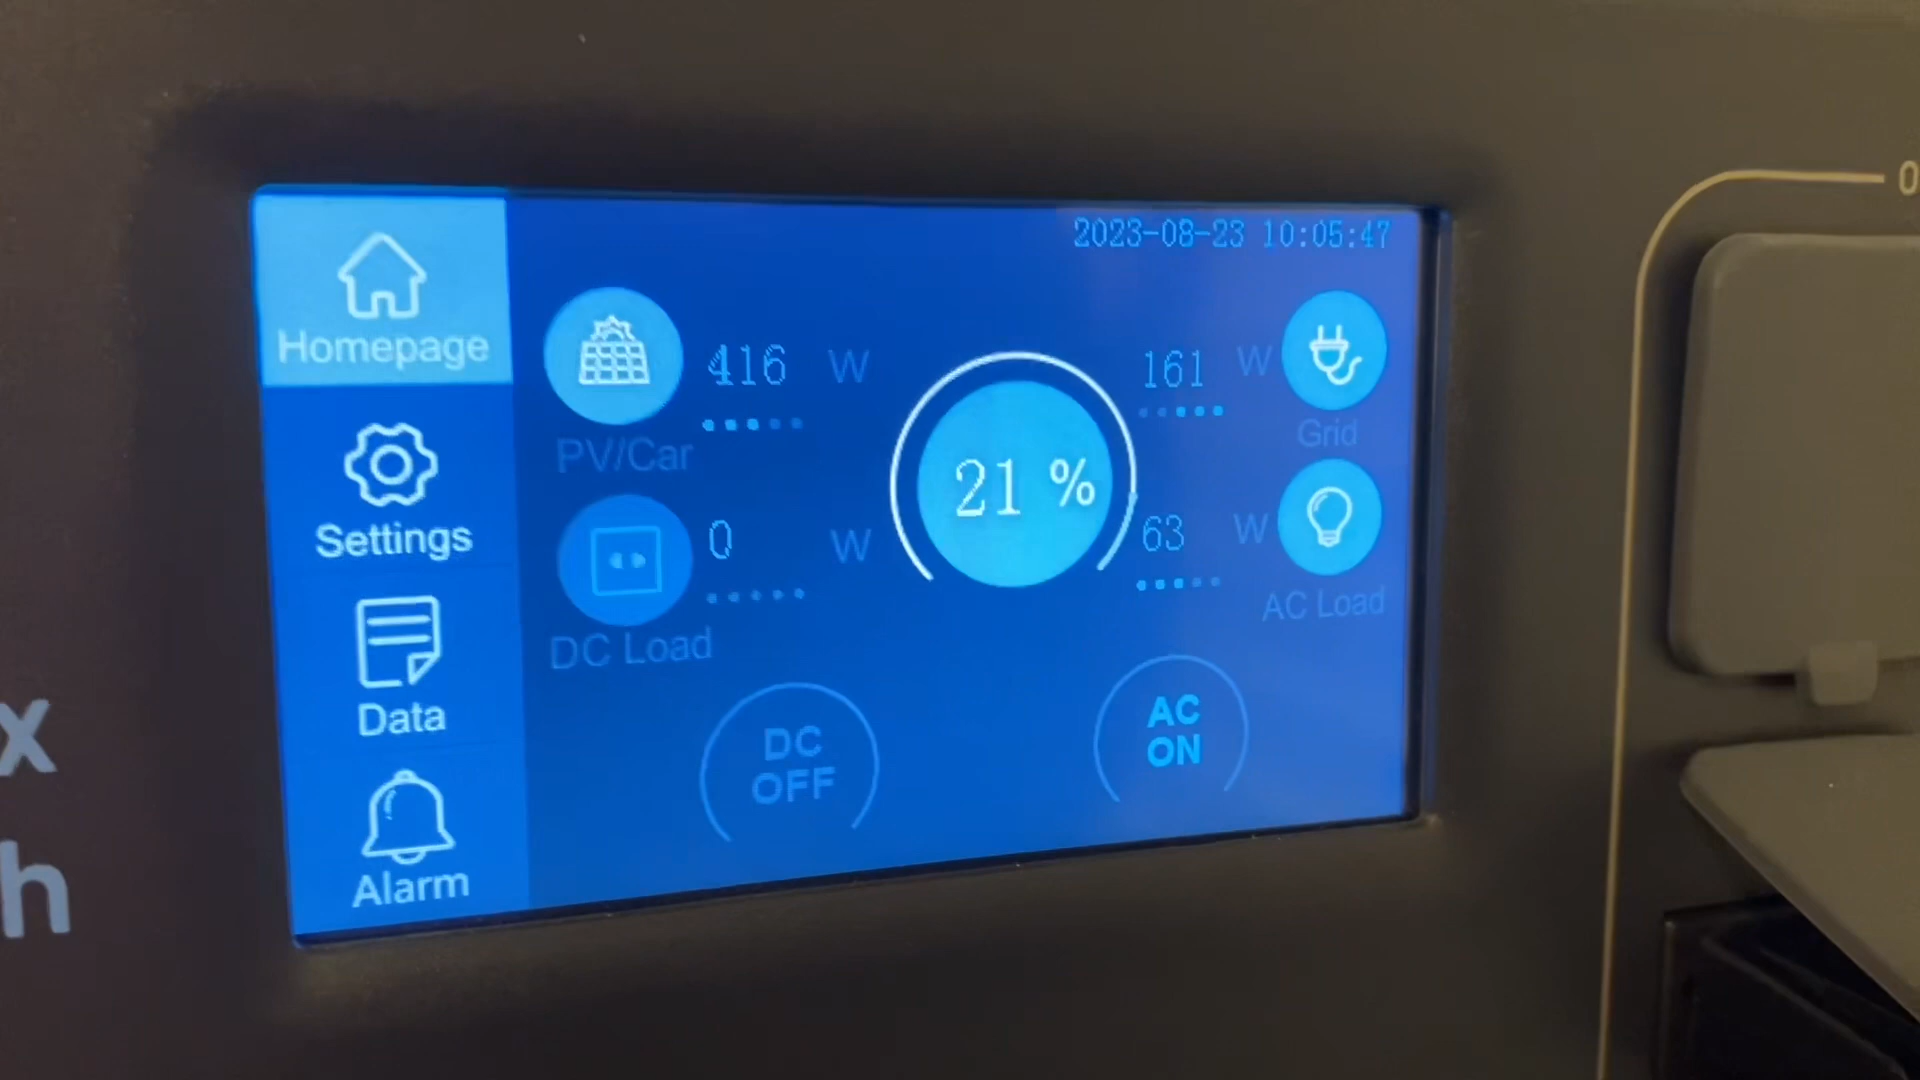 2023-08-23 10:05:47
Homepage
Settings
Data
Alarm
416 W
PV/Car
0 W
DC Load
21 %
161 W
Grid
63 W
AC Load
DC
OFF
AC
ON
x
h
0